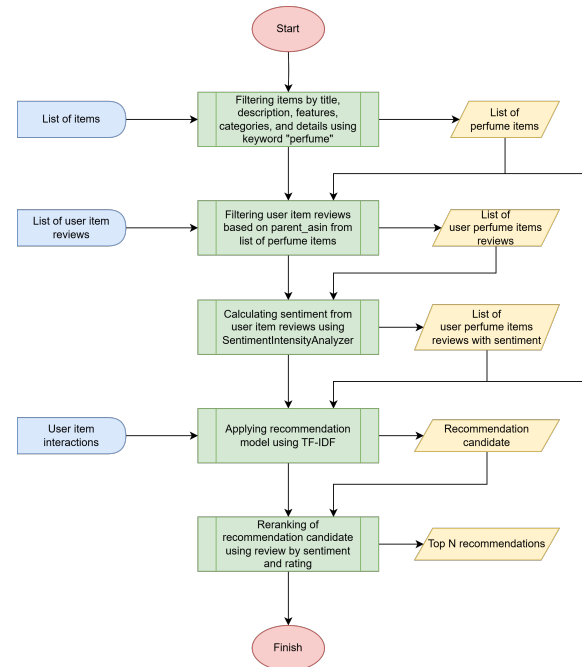 Start
Filtering items by title,
description, features,
categories, and details using
keyword "perfume"
List of items
List of
perfume items
Filtering user item reviews
based on parent_asin from
list of perfume items
List of user item
reviews
List of
user perfume items
reviews
Calculating sentiment from
user item reviews using
SentimentIntensityAnalyzer
List of
user perfume items
reviews with sentiment
User item
interactions
Applying recommendation
model using TF-IDF
Recommendation
candidate
Reranking of
recommendation candidate
using review by sentiment
and rating
Top N recommendations
Finish